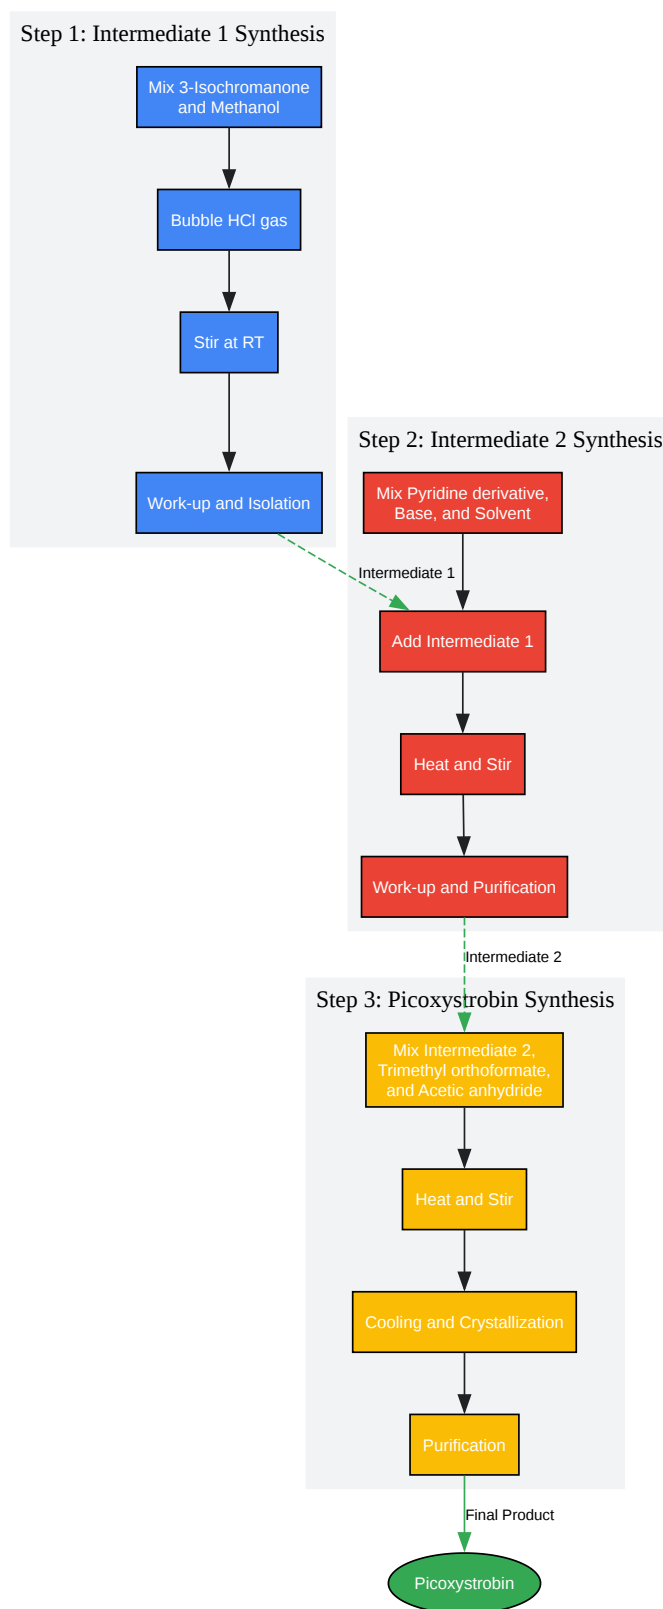 Step 1: Intermediate 1 Synthesis
Mix 3-Isochromanone
and Methanol
Bubble HCl gas
Stir at RT
Work-up and Isolation
Step 2: Intermediate 2 Synthesis
Mix Pyridine derivative,
Base, and Solvent
Intermediate 1
Add Intermediate 1
Heat and Stir
Work-up and Purification
Intermediate 2
Step 3: Picoxystrobin Synthesis
Mix Intermediate 2,
Trimethyl orthoformate,
and Acetic anhydride
Heat and Stir
Cooling and Crystallization
Purification
Final Product
Picoxystrobin